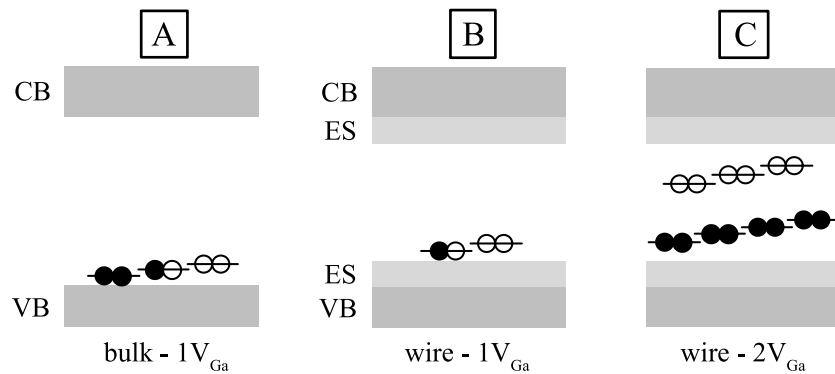 A
B
C
CB
CB
ES
ES
VB
VB
bulk - 1V_Ga
wire - 1V_Ga
wire - 2V_Ga